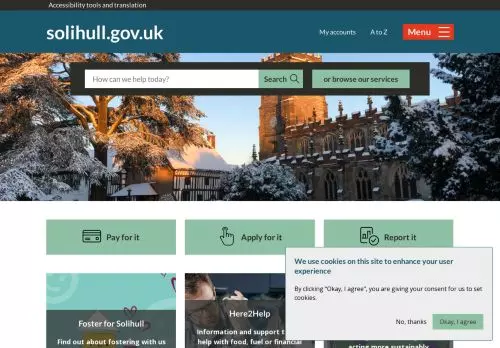 Accessibility tools and translation
solihull.gov.uk
My accounts
A to Z
Menu
How can we help today?
Search
or browse our services
Pay for it
Apply for it
Report it
We use cookies on this site to enhance your user
experience
By clicking "Okay, I agree", you are giving your consent for us to set
cookies.
No, thanks
Okay, I agree
Foster for Solihull
Find out about fostering with us
Here2Help
Information and support t
help with food, fuel or financial
acting more sustainably